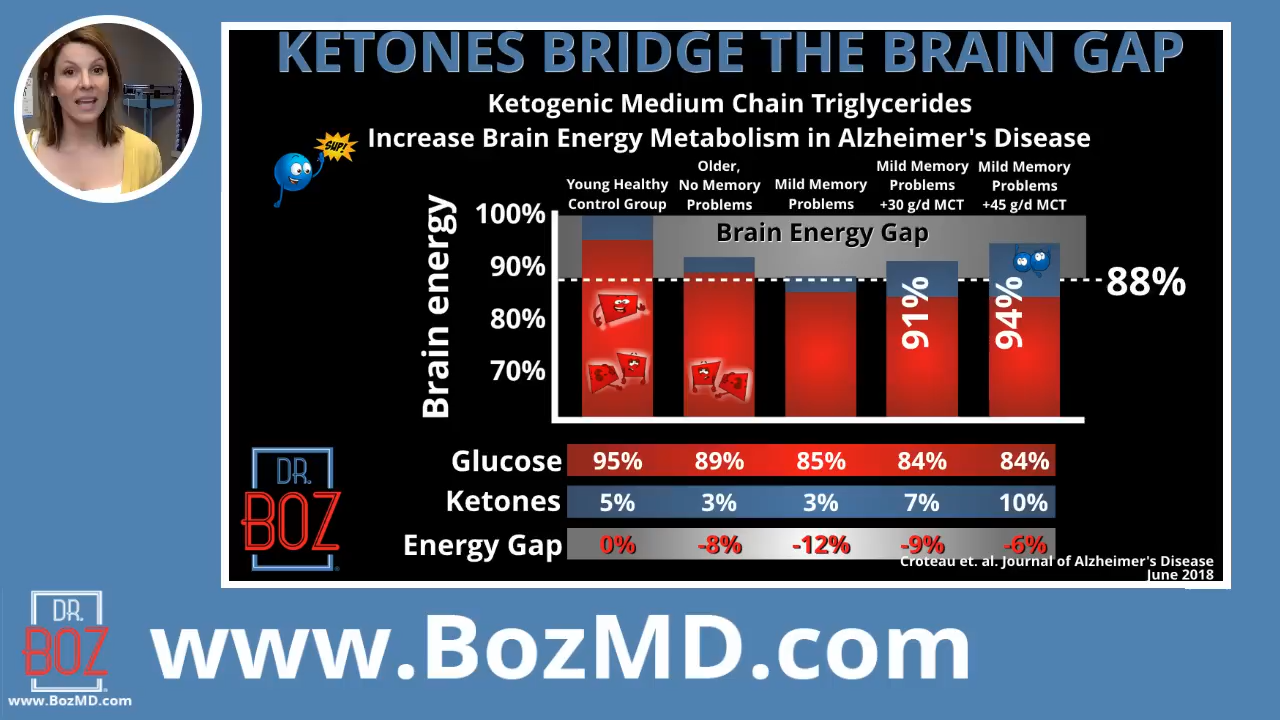 KETONES BRIDGE THE BRAIN GAP
Ketogenic Medium Chain Triglycerides
Increase Brain Energy Metabolism in Alzheimer's Disease
SUP!
Young Healthy
Control Group
Older,
No Memory
Problems
Mild Memory
Problems
Mild Memory
Problems
+30 g/d MCT
Mild Memory
Problems
+45 g/d MCT
Brain energy
100%
90%
80%
70%
Brain Energy Gap
91%
94%
88%
Glucose 95% 89% 85% 84% 84%
Ketones 5% 3% 3% 7% 10%
Energy Gap 0% -8% -12% -9% -6%
Croteau et. al. Journal of Alzheimer's Disease
June 2018
DR.
BOZ
DR.
BOZ
www.BozMD.com
www.BozMD.com